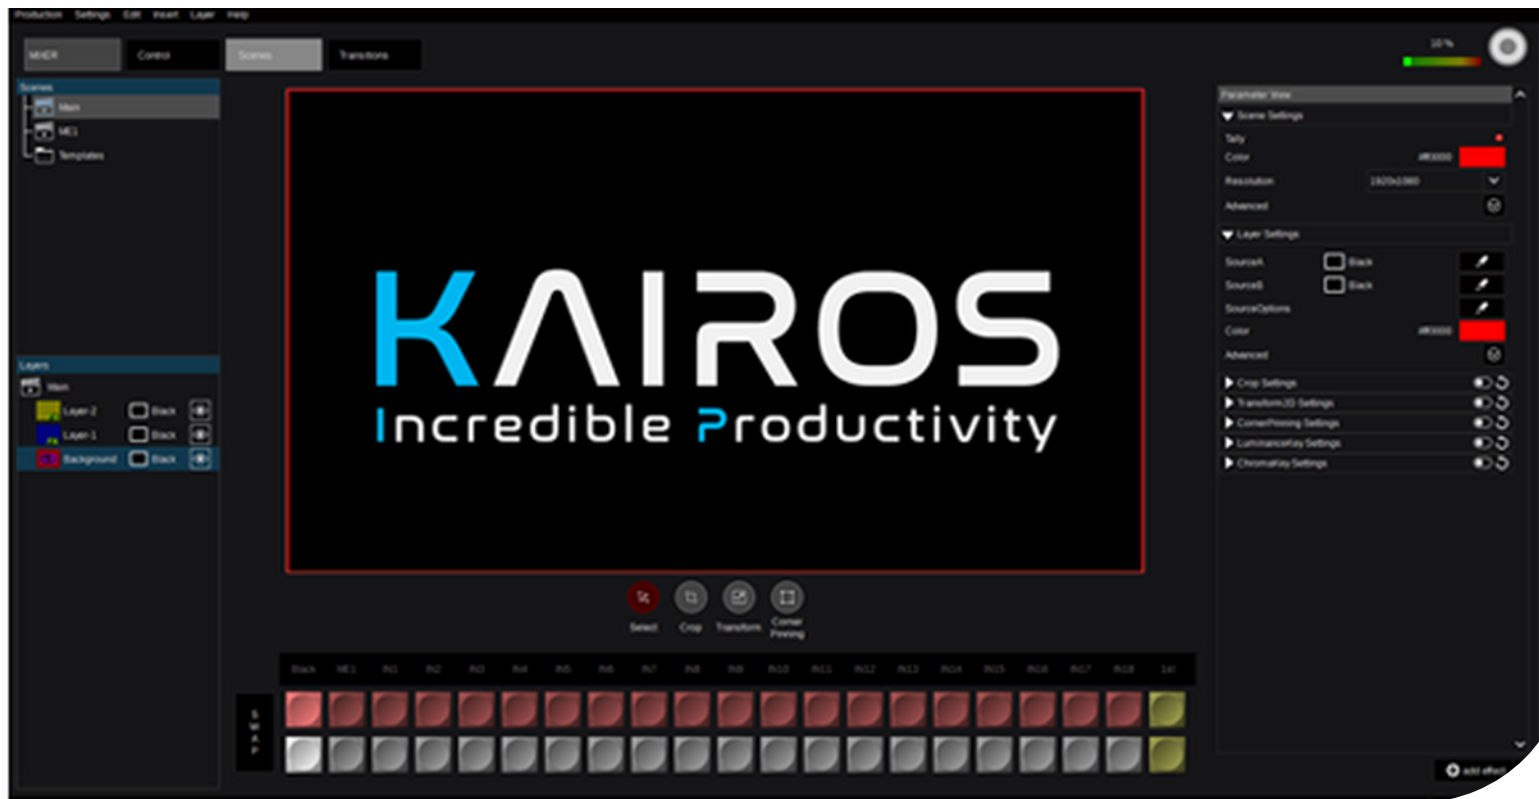 Production Settings Edit Insert Layer Help
MIXER Control Scenes Transitions
10 %
Scenes
Main
ME1
Templates
KAIROS
Incredible Productivity
Parameter View
Scene Settings
Tally
Color #ff0000
Resolution 1920x1080
Advanced
Layer Settings
SourceA Black
SourceB Black
SourceOptions
Color #ff0000
Advanced
Crop Settings
Transform2D Settings
CornerPinning Settings
LuminanceKey Settings
ChromaKey Settings
Layers
Main
Layer-2 Black
Layer-1 Black
Background Black
Select Crop Transform Corner Pinning
Black ME1 IN1 IN2 IN3 IN4 IN5 IN6 IN7 IN8 IN9 IN10 IN11 IN12 IN13 IN14 IN15 IN16 IN17 IN18
SWAP
add effect